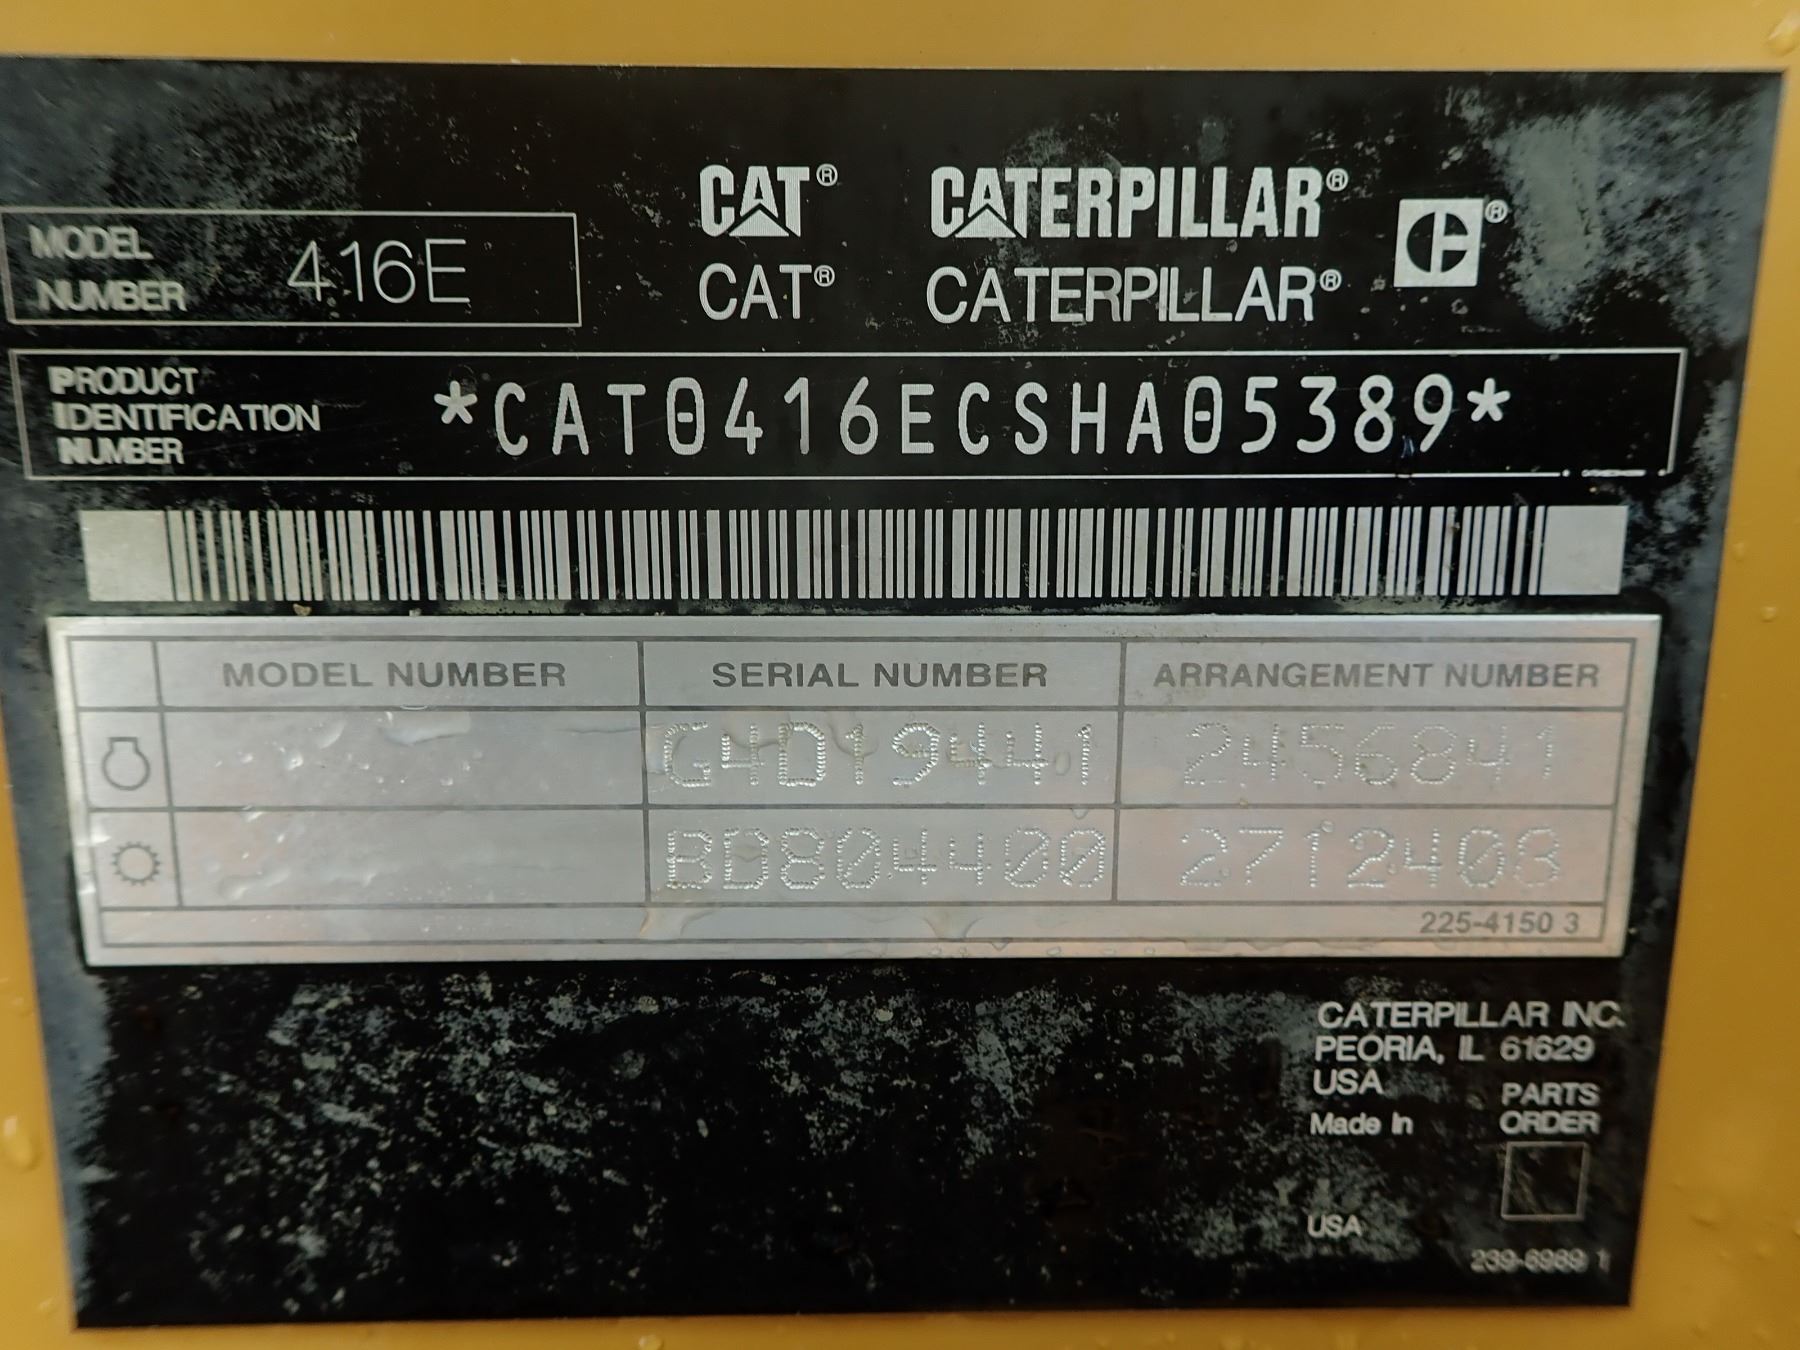 CAT® CATERPILLAR®
MODEL NUMBER 416E
CAT® CATERPILLAR®
PRODUCT IDENTIFICATION NUMBER *CAT0416ECSHA05389*
MODEL NUMBER SERIAL NUMBER ARRANGEMENT NUMBER
G4D19441 2456841
BD804400 2712408
225-4150 3
CATERPILLAR INC.
PEORIA, IL 61629
USA
PARTS ORDER
Made in
USA
239-6989 1